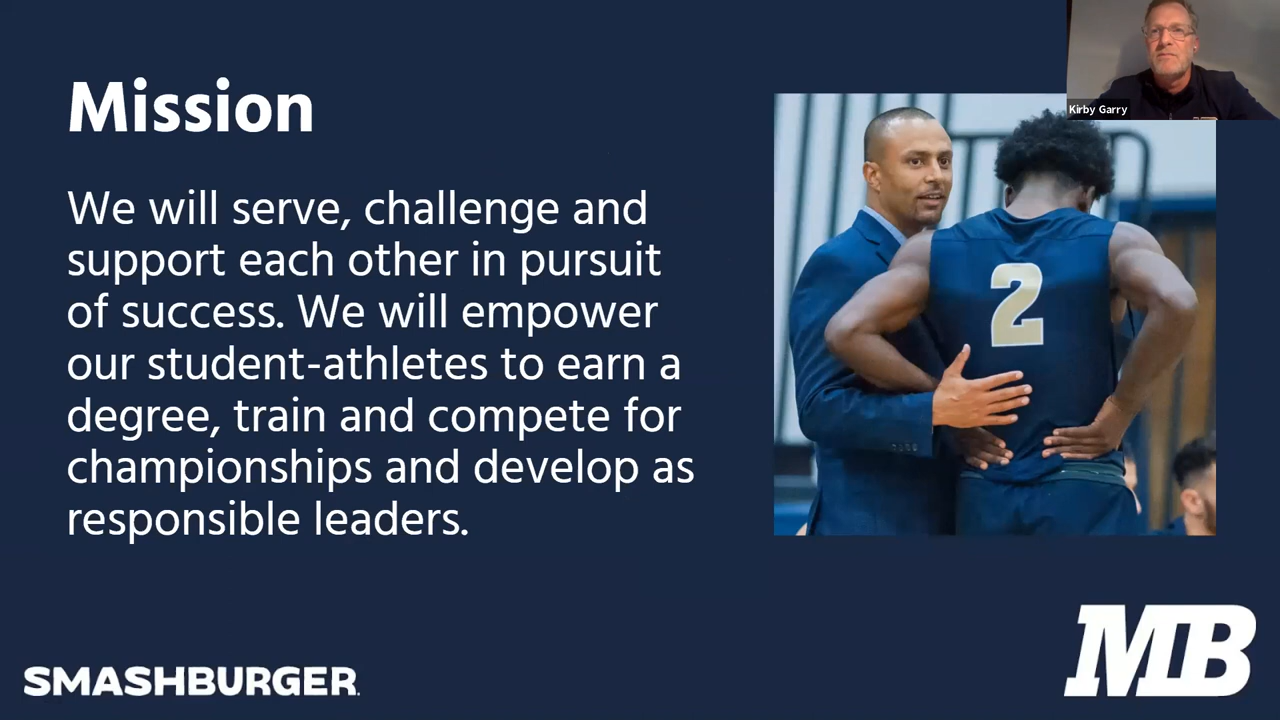 Mission
We will serve, challenge and
support each other in pursuit
of success. We will empower
our student-athletes to earn a
degree, train and compete for
championships and develop as
responsible leaders.
Kirby Garry
2
SMASHBURGER.
MB